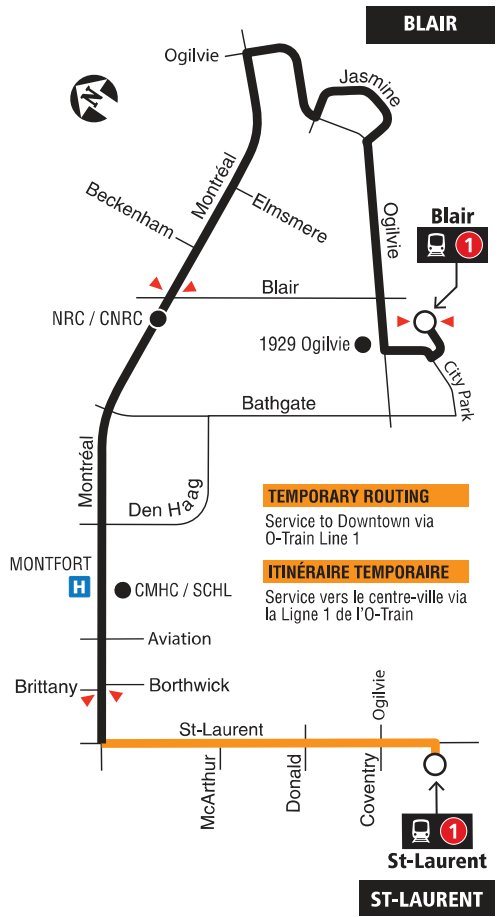 BLAIR
Ogilvie
Jasmine
N
Montréal
Beckenham
Elmsmere
Ogilvie
Blair
1
Blair
NRC / CNRC
1929 Ogilvie
City Park
Bathgate
Montréal
Den Haag
TEMPORARY ROUTING
Service to Downtown via
O-Train Line 1
MONTFORT
H
CMHC / SCHL
ITINÉRAIRE TEMPORAIRE
Service vers le centre-ville via
la Ligne 1 de l'O-Train
Aviation
Brittany
Borthwick
St-Laurent
Ogilvie
McArthur
Donald
Coventry
1
St-Laurent
ST-LAURENT